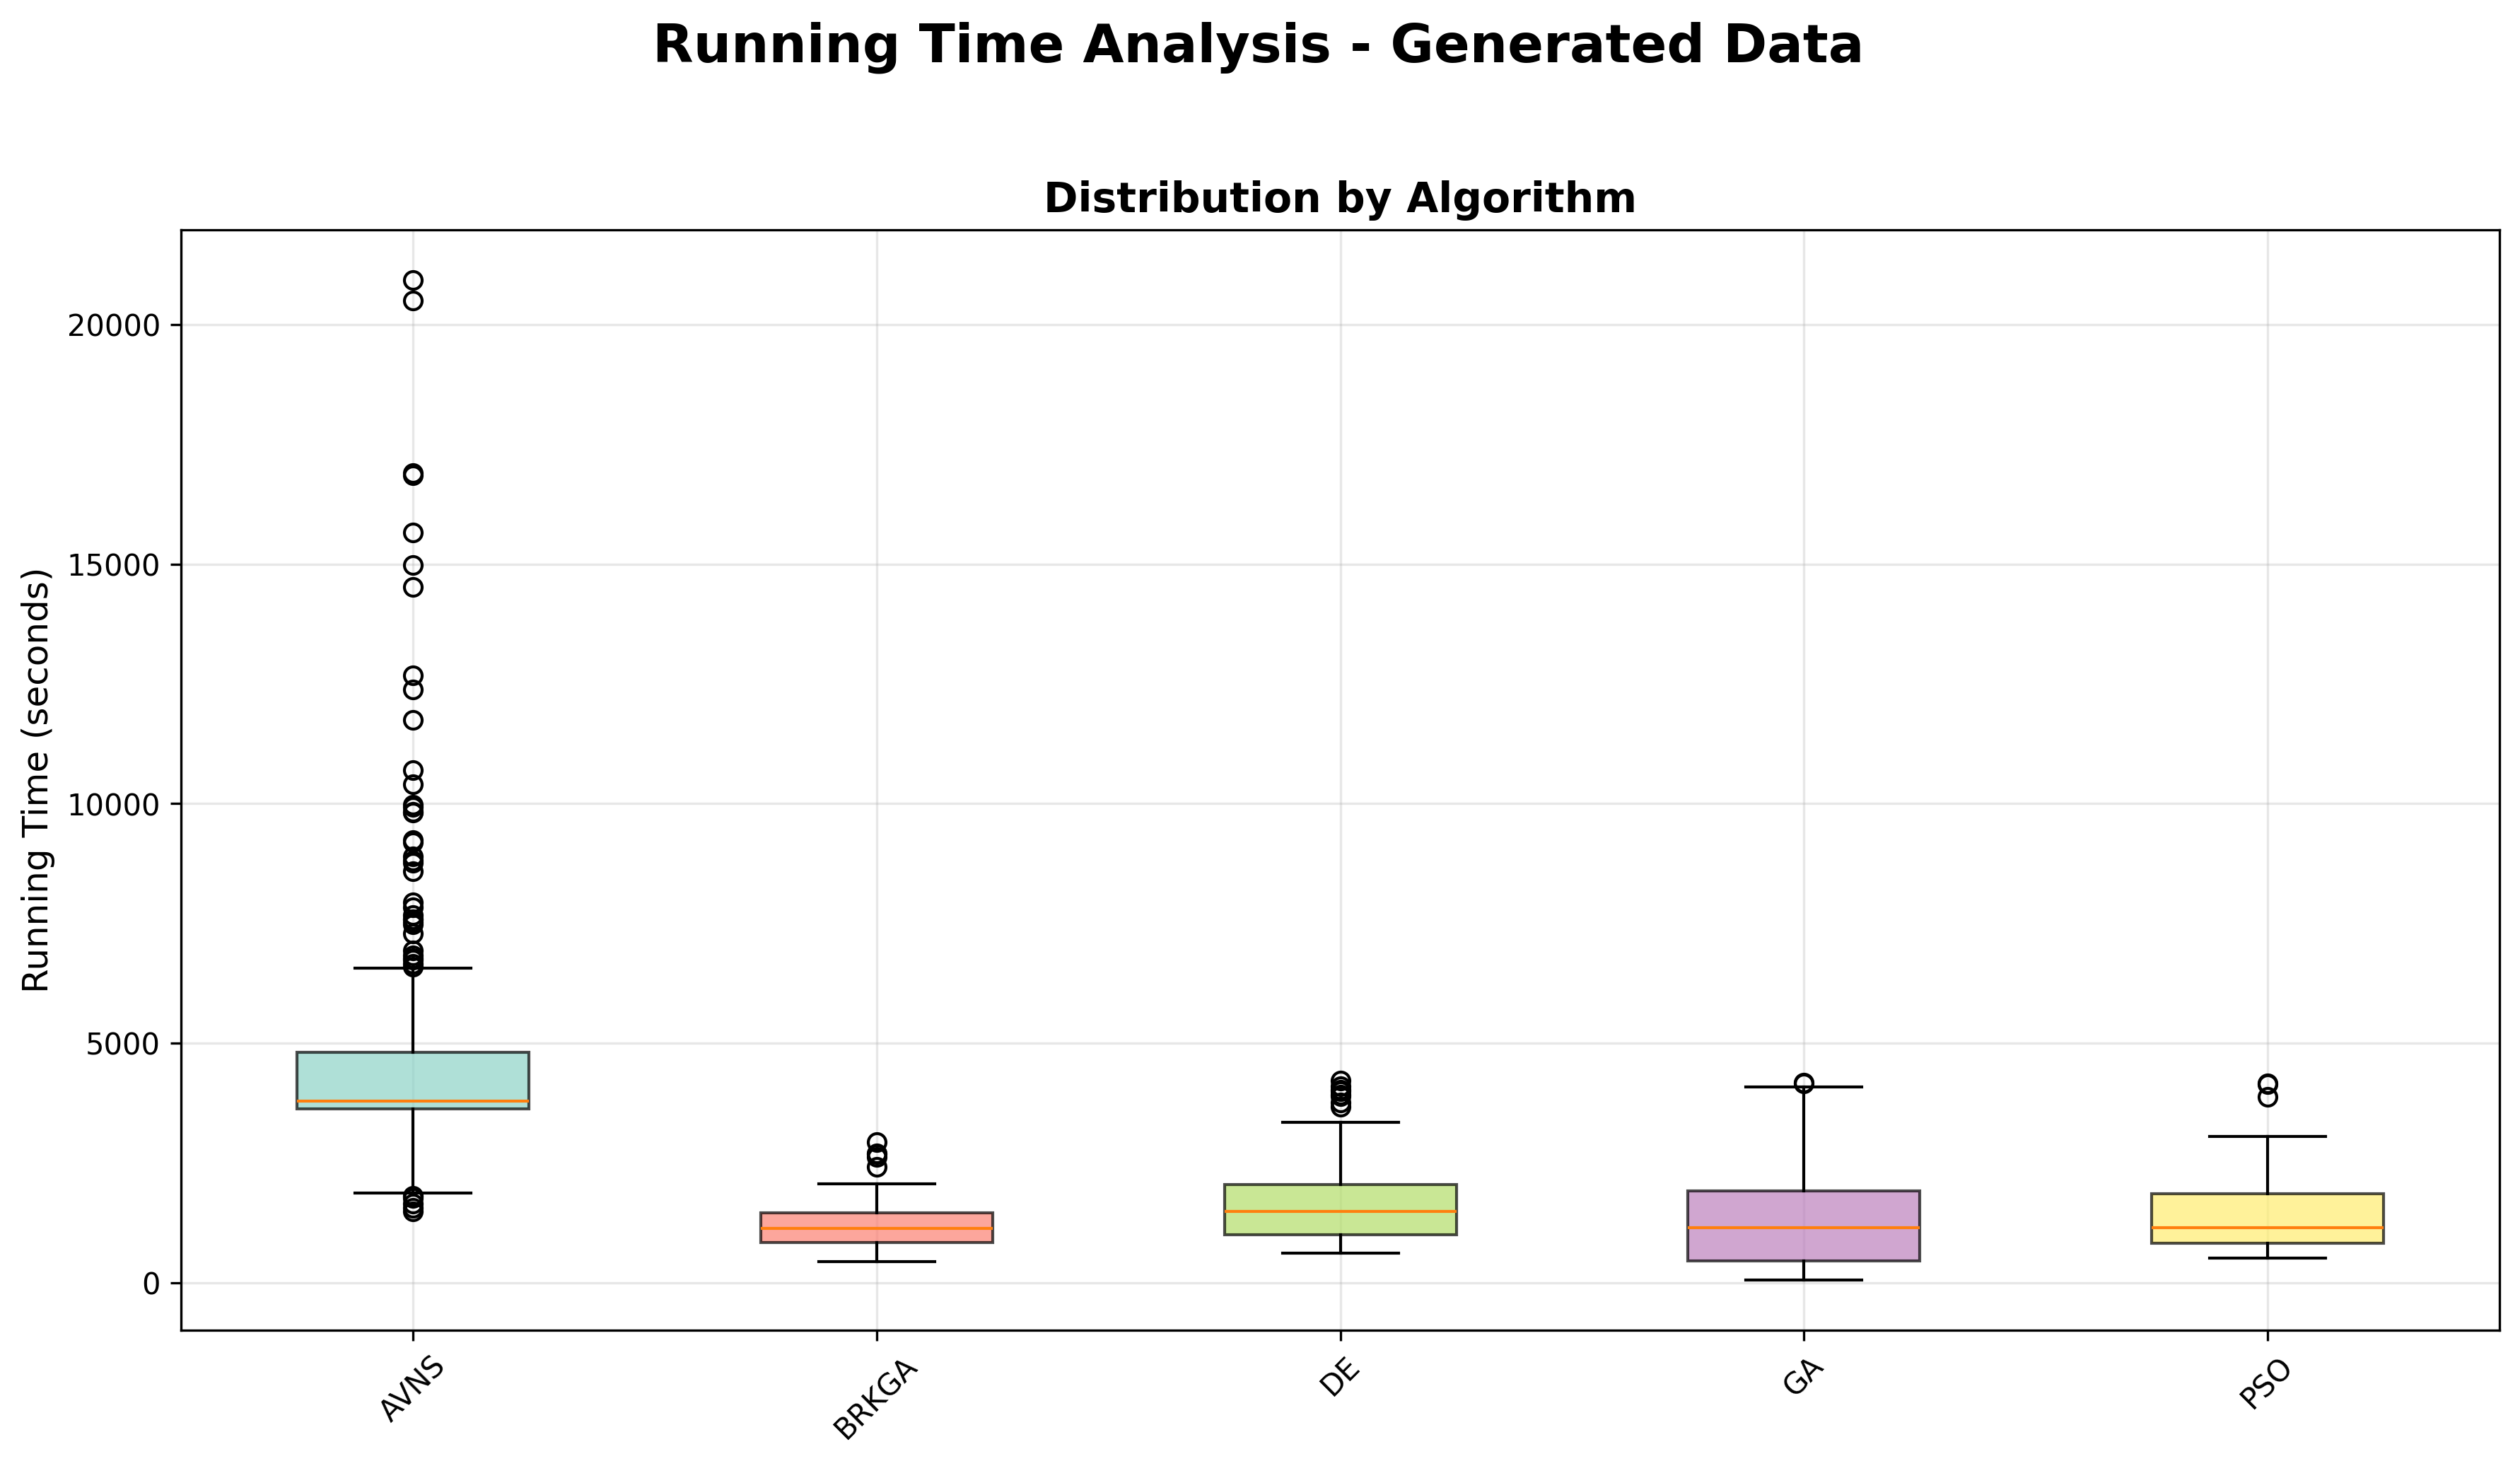 Running Time Analysis - Generated Data
Distribution by Algorithm
Running Time (seconds)
20000
15000
10000
5000
0
AVNS
BRKGA
DE
GA
PSO